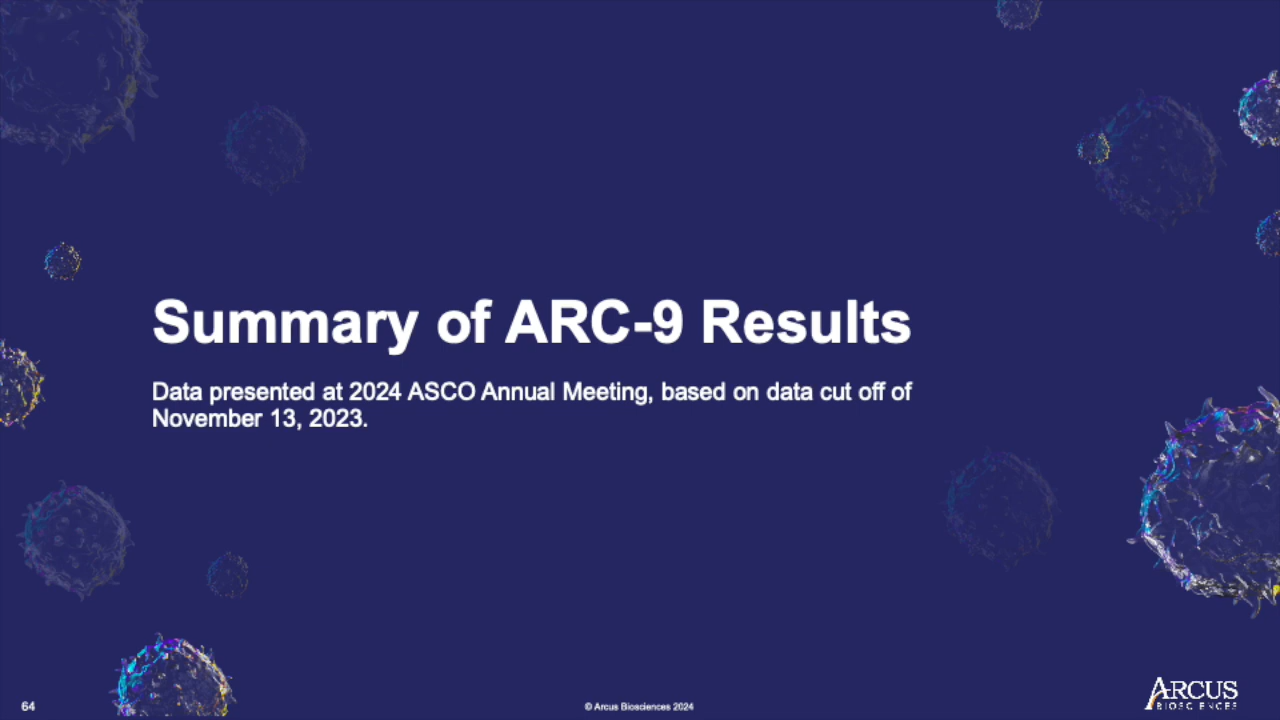 Summary of ARC-9 Results
Data presented at 2024 ASCO Annual Meeting, based on data cut off of
November 13, 2023.
64
© Arcus Biosciences 2024
ARCUS
BIOSCIENCES